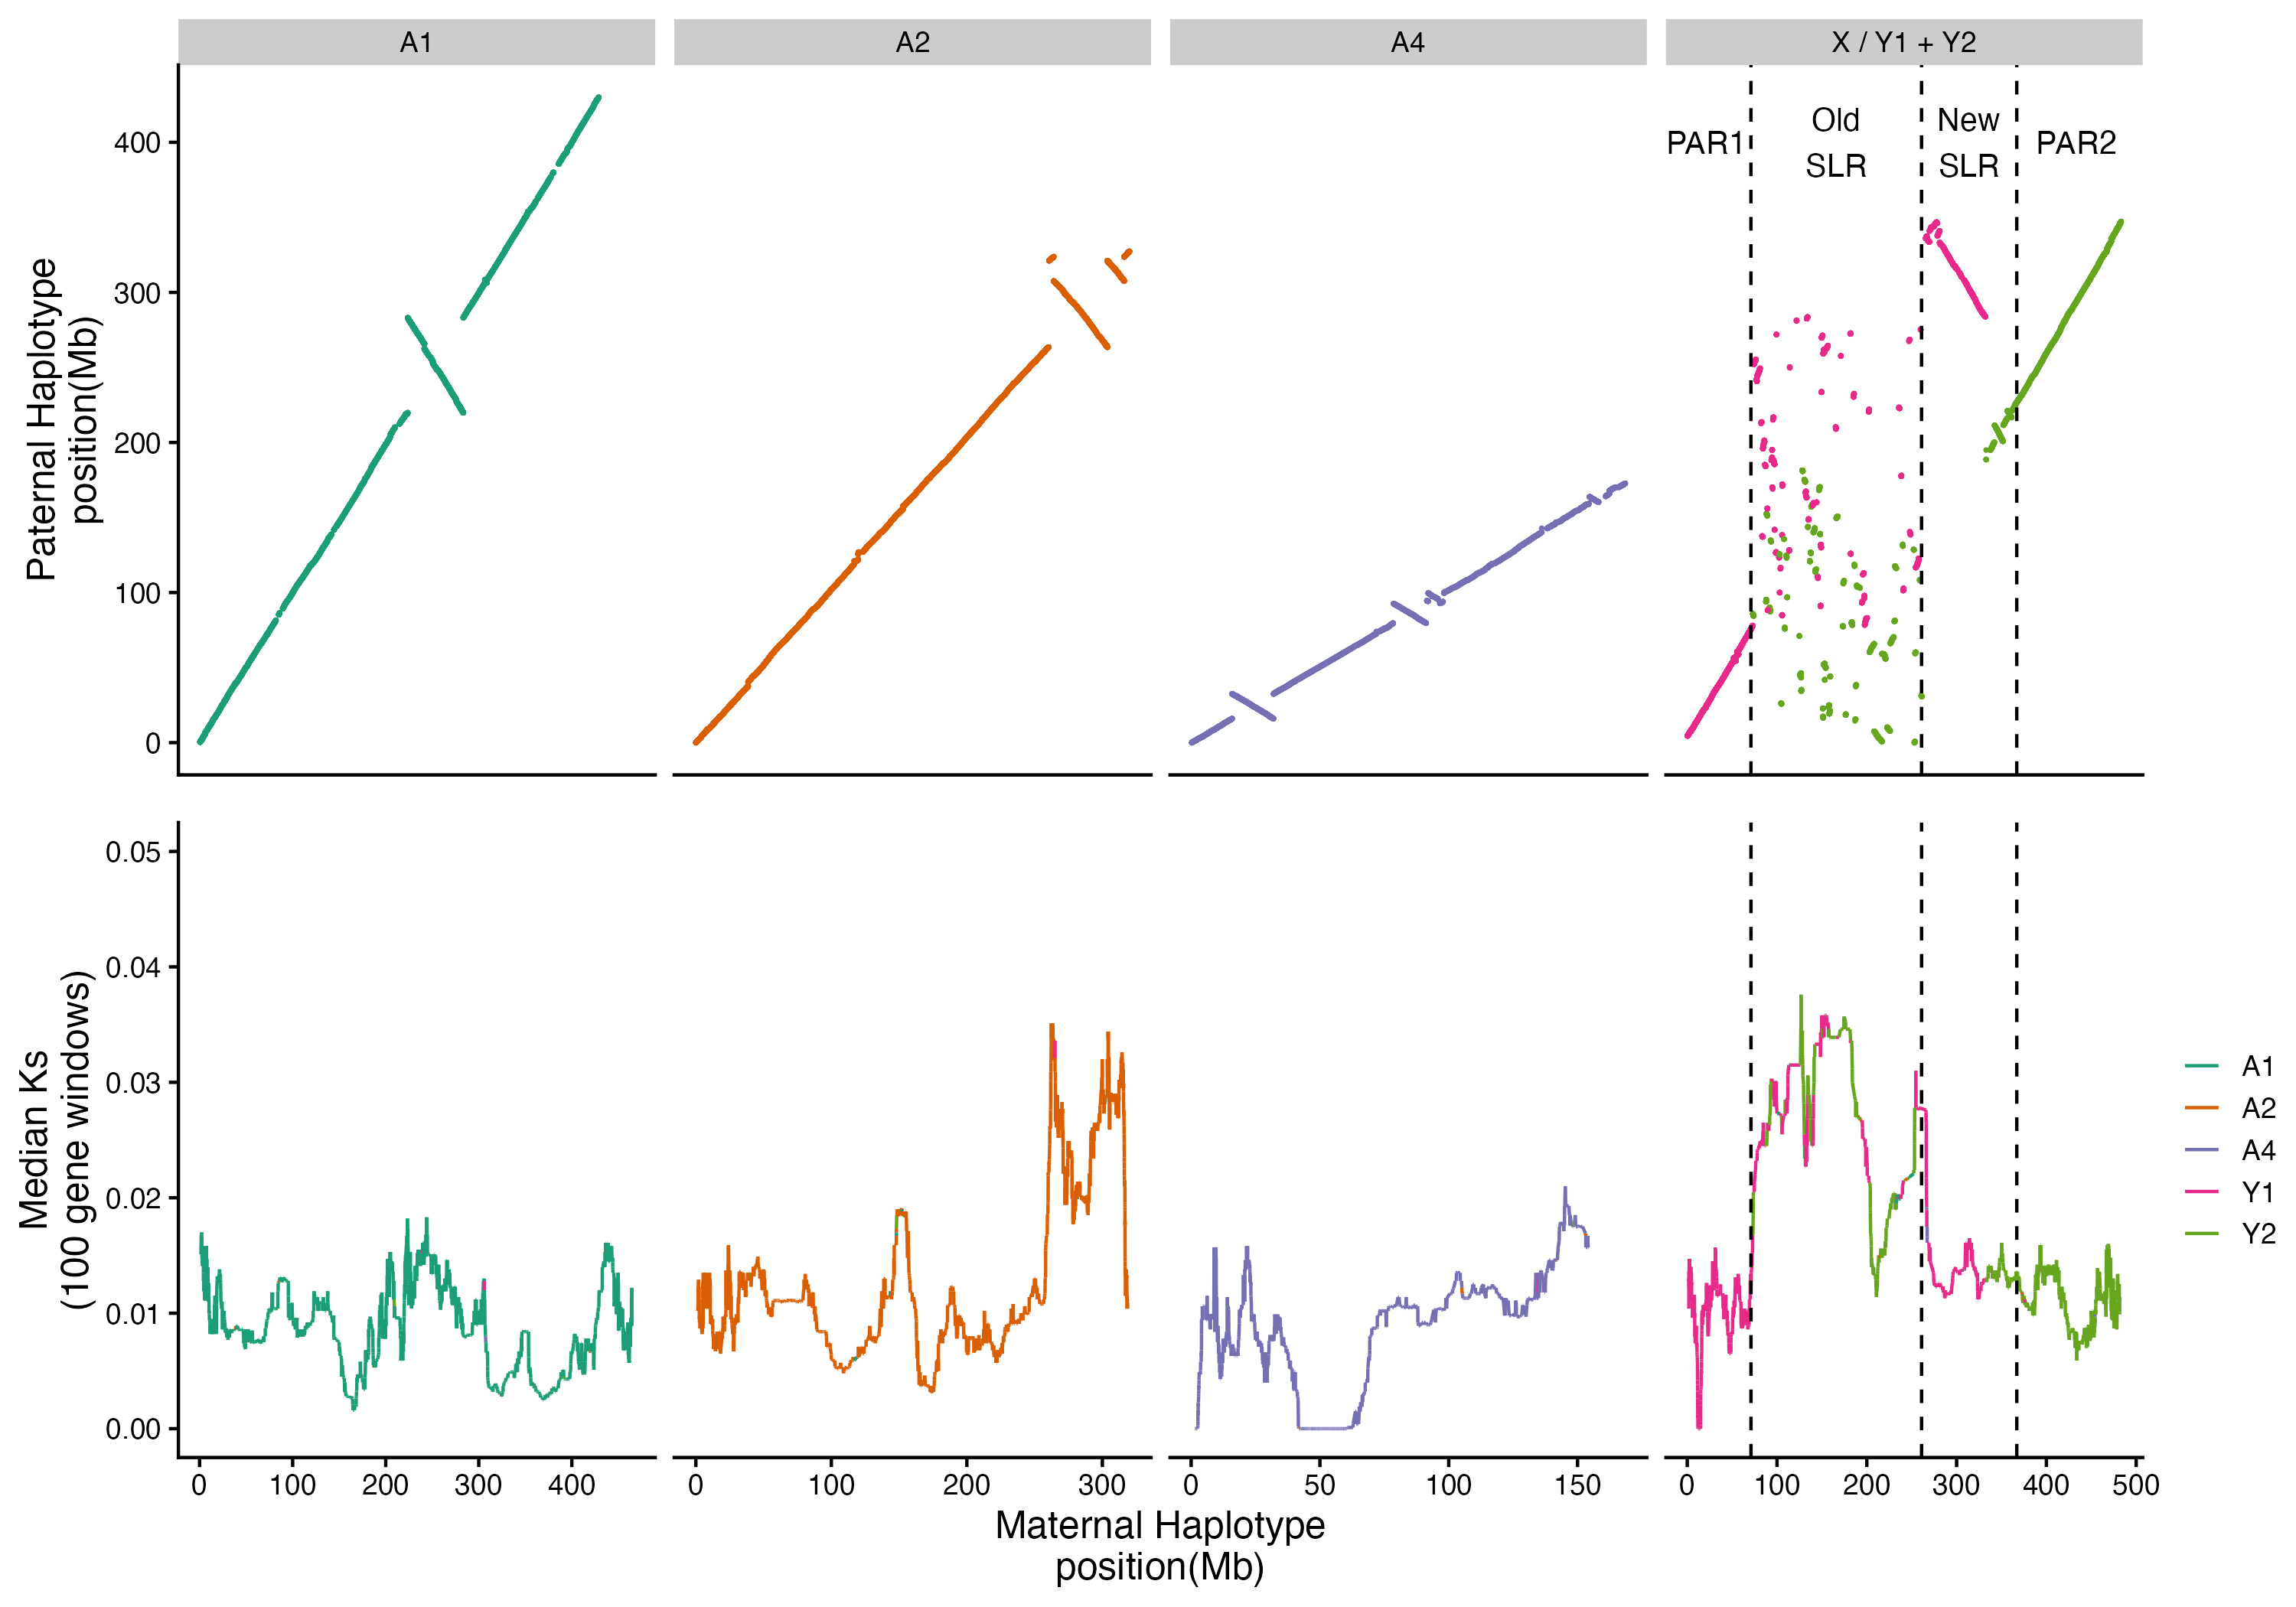 A1
A2
A4
X / Y1 + Y2
Paternal Haplotype
position(Mb)
400
300
200
100
0
PAR1
Old
SLR
New
SLR
PAR2
Median Ks
(100 gene windows)
0.05
0.04
0.03
0.02
0.01
0.00
0 100 200 300 400
0 100 200 300
0 50 100 150
0 100 200 300 400 500
Maternal Haplotype
position(Mb)
A1
A2
A4
Y1
Y2